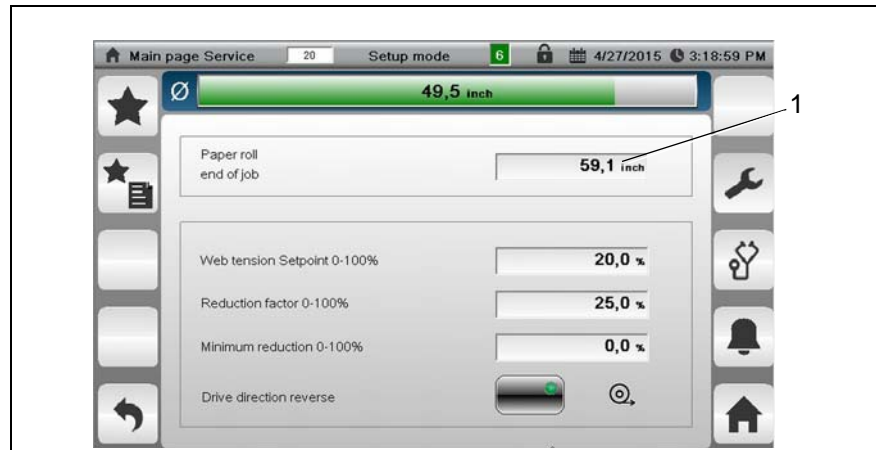 Main page Service 20 Setup mode 6 4/27/2015 3:18:59 PM
Ø 49,5 inch
1
Paper roll
end of job
59,1 inch
Web tension Setpoint 0-100% 20,0 %
Reduction factor 0-100% 25,0 %
Minimum reduction 0-100% 0,0 %
Drive direction reverse